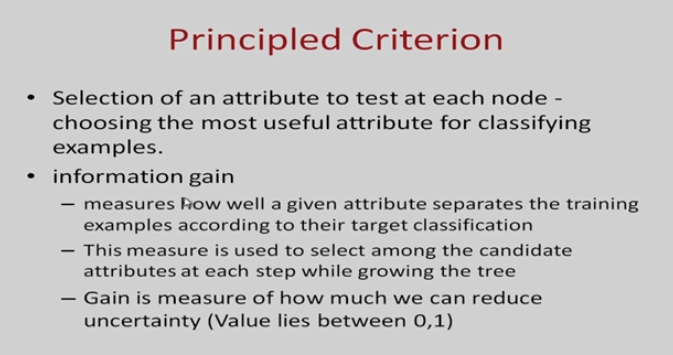 Principled Criterion
• Selection of an attribute to test at each node -
choosing the most useful attribute for classifying
examples.
• information gain
– measures how well a given attribute separates the training
examples according to their target classification
– This measure is used to select among the candidate
attributes at each step while growing the tree
– Gain is measure of how much we can reduce
uncertainty (Value lies between 0,1)